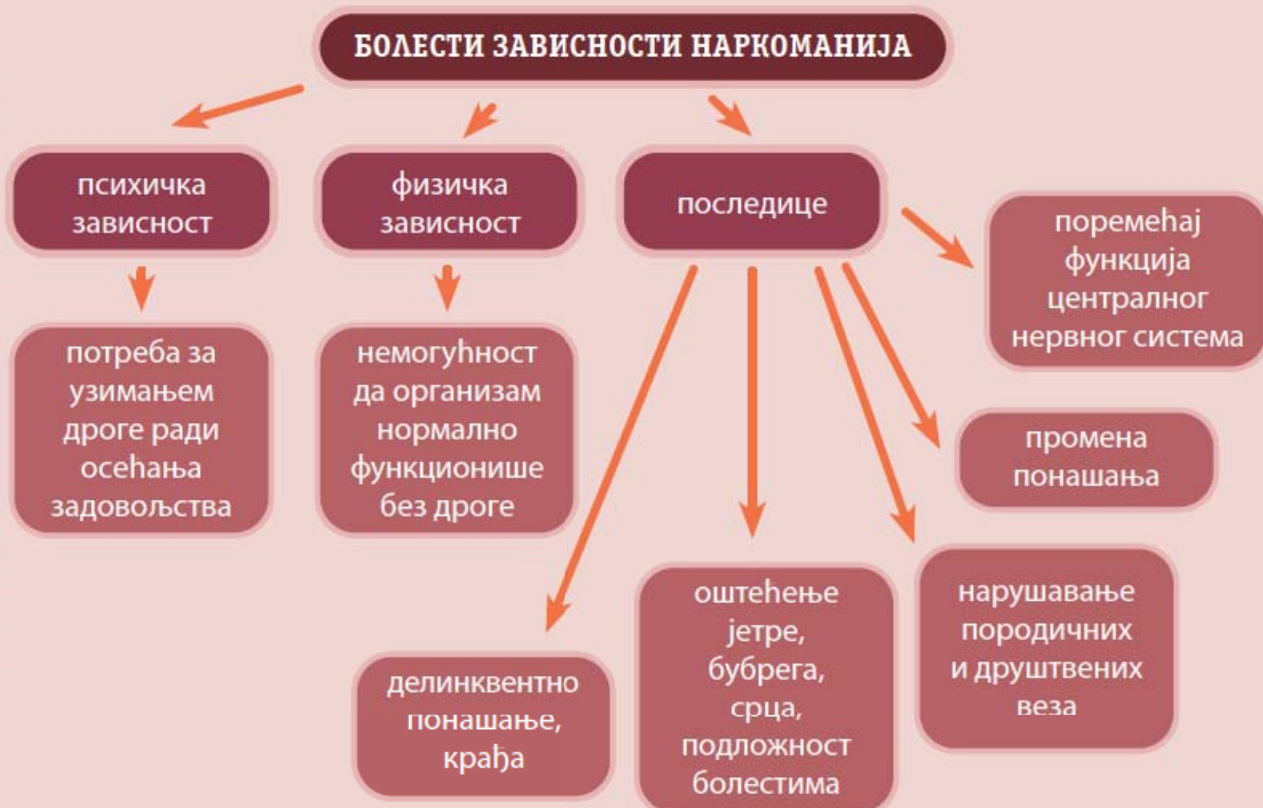 БОЛЕСТИ ЗАВИСНОСТИ НАРКОМАНИЈА
психичка
зависност
физичка
зависност
последице
поремећај
функција
централног
нервног система
потреба за
узимањем
дроге ради
осећања
задовољства
немогућност
да организам
нормално
функционише
без дроге
промена
понашања
делинквентно
понашање,
крађа
оштећење
јетре,
бубрега,
срца,
подложност
болестима
нарушавање
породичних
и друштвених
веза